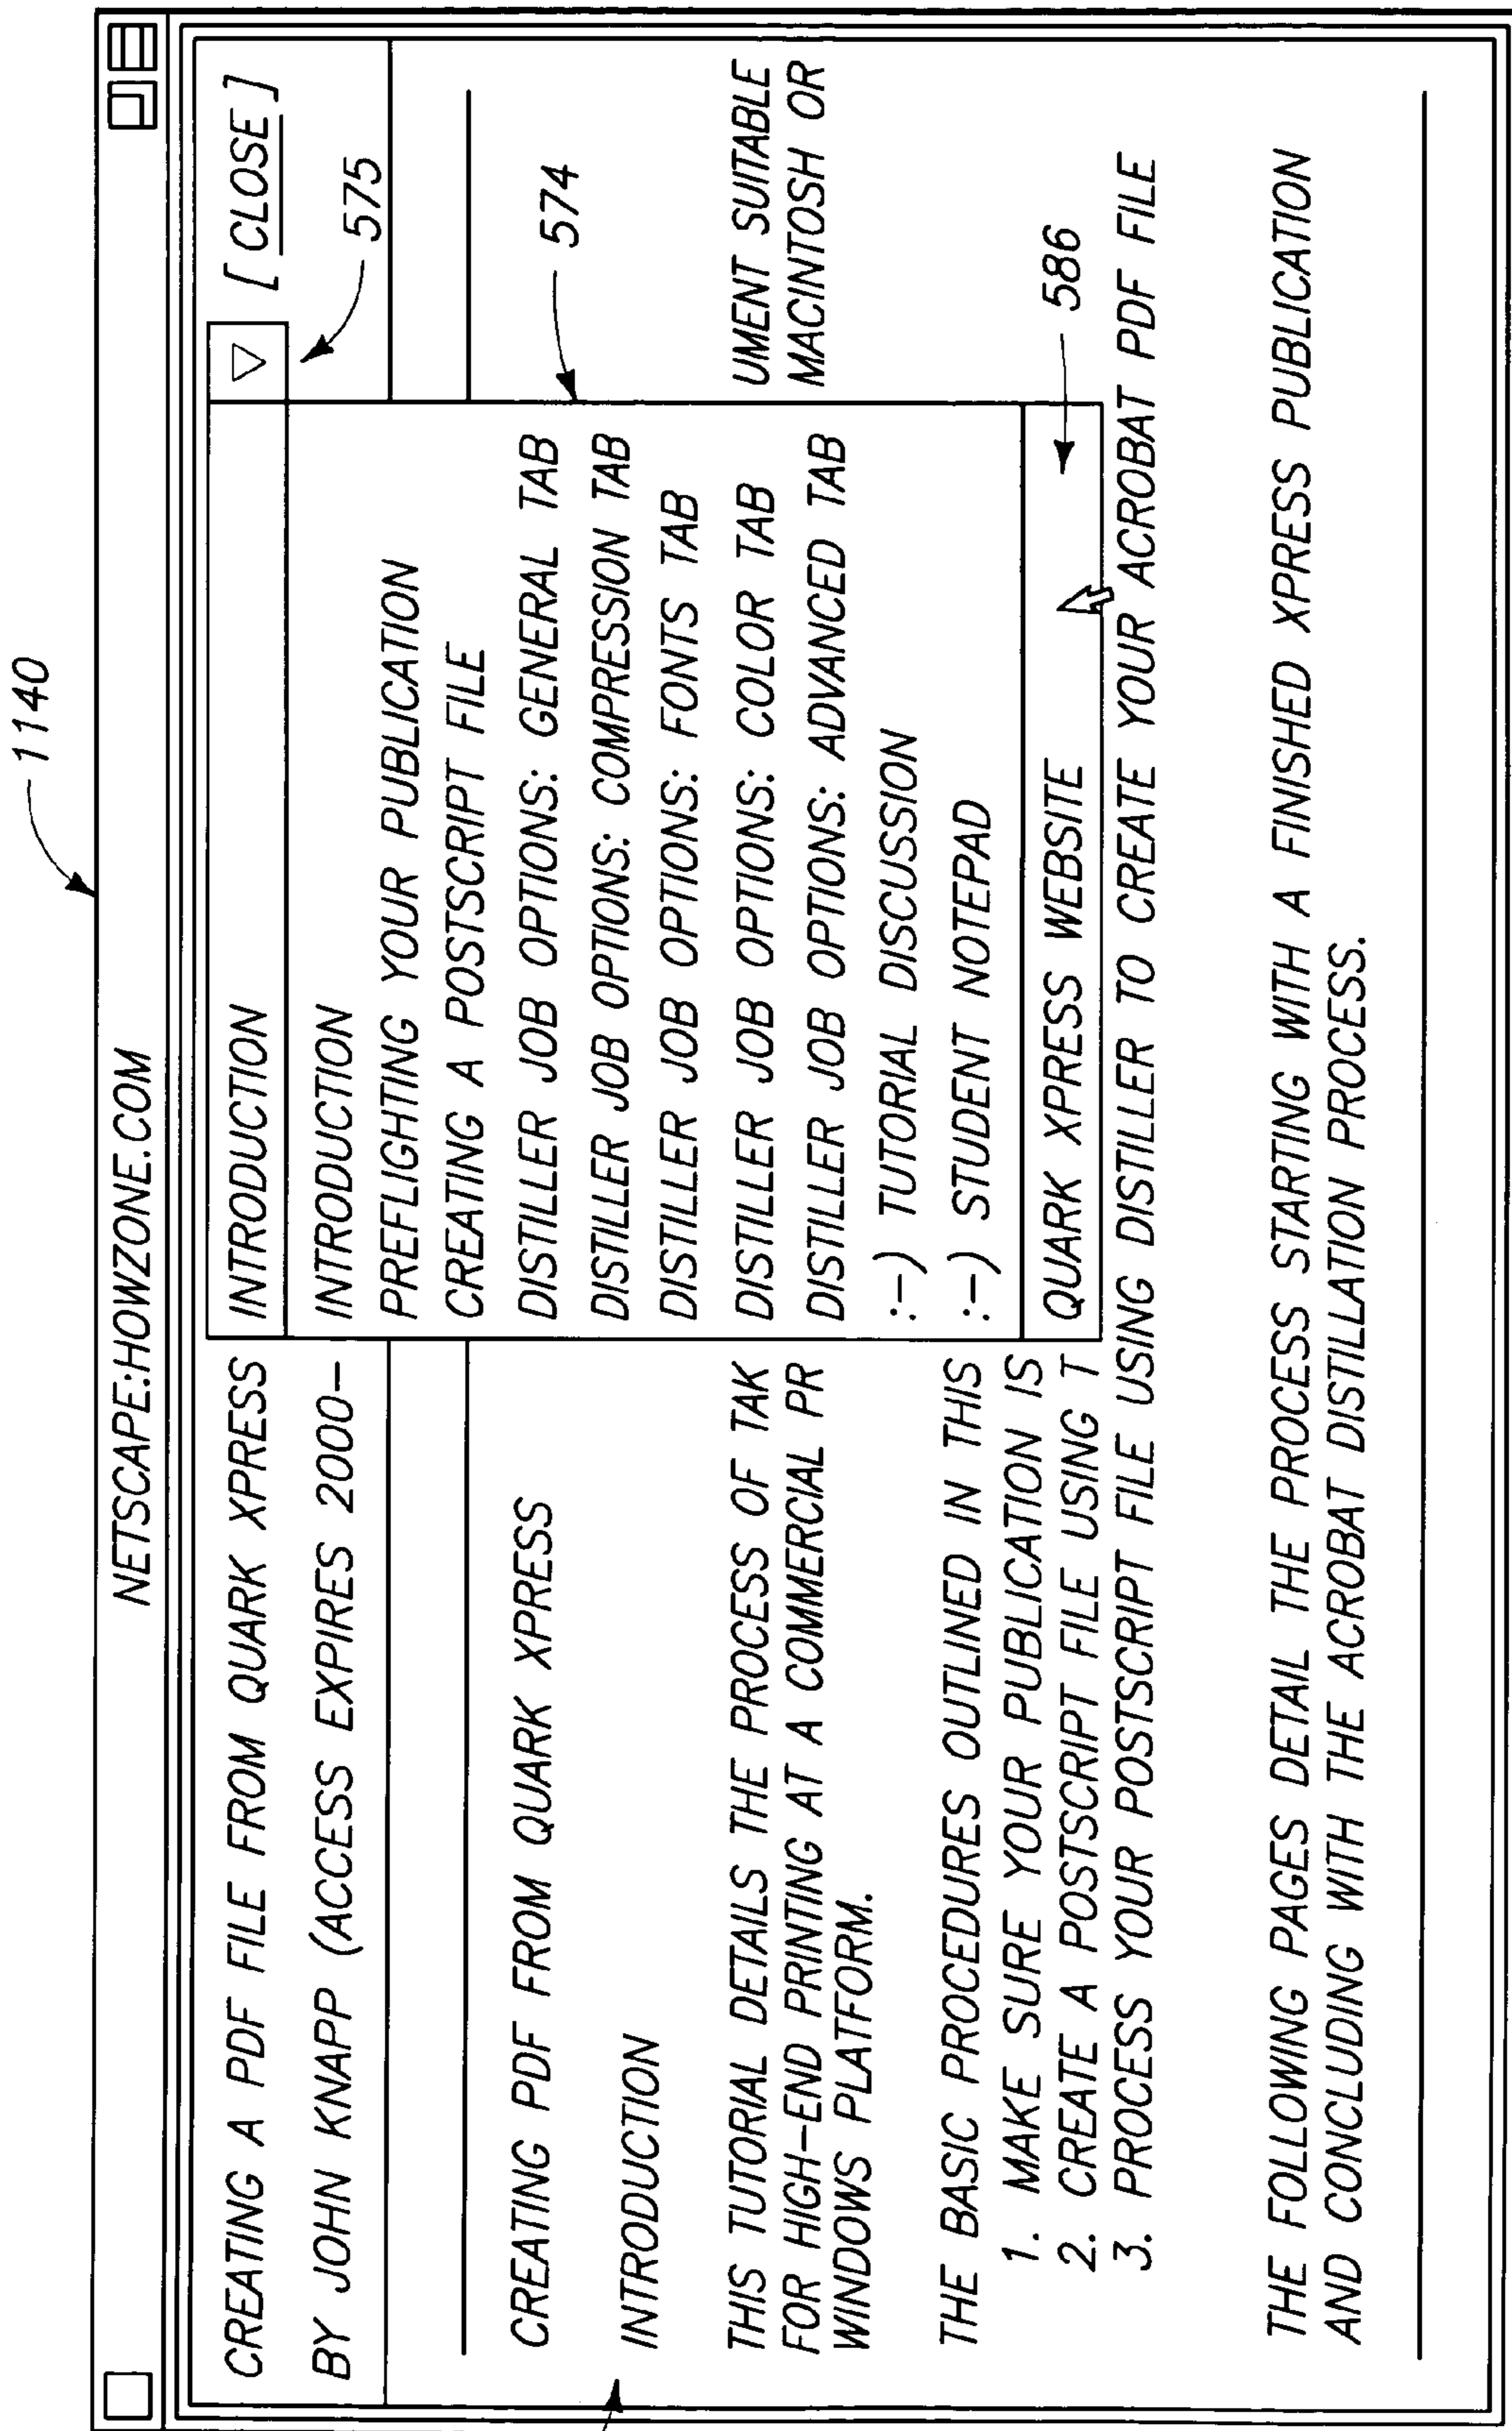 1140
NETSCAPE:HOWZONE.COM
CREATING A PDF FILE FROM QUARK XPRESS
INTRODUCTION
[ CLOSE ]
BY JOHN KNAPP (ACCESS EXPIRES 2000-
575
INTRODUCTION
PREFLIGHTING YOUR PUBLICATION
CREATING A POSTSCRIPT FILE
DISTILLER JOB OPTIONS: GENERAL TAB
DISTILLER JOB OPTIONS: COMPRESSION TAB
DISTILLER JOB OPTIONS: FONTS TAB
DISTILLER JOB OPTIONS: COLOR TAB
DISTILLER JOB OPTIONS: ADVANCED TAB
:-) TUTORIAL DISCUSSION
:-) STUDENT NOTEPAD
QUARK XPRESS WEBSITE
574
586
CREATING PDF FROM QUARK XPRESS
INTRODUCTION
THIS TUTORIAL DETAILS THE PROCESS OF TAK UMENT SUITABLE
FOR HIGH-END PRINTING AT A COMMERCIAL PR MACINTOSH OR
WINDOWS PLATFORM.
THE BASIC PROCEDURES OUTLINED IN THIS
1. MAKE SURE YOUR PUBLICATION IS
2. CREATE A POSTSCRIPT FILE USING T
3. PROCESS YOUR POSTSCRIPT FILE USING DISTILLER TO CREATE YOUR ACROBAT PDF FILE
THE FOLLOWING PAGES DETAIL THE PROCESS STARTING WITH A FINISHED XPRESS PUBLICATION
AND CONCLUDING WITH THE ACROBAT DISTILLATION PROCESS.